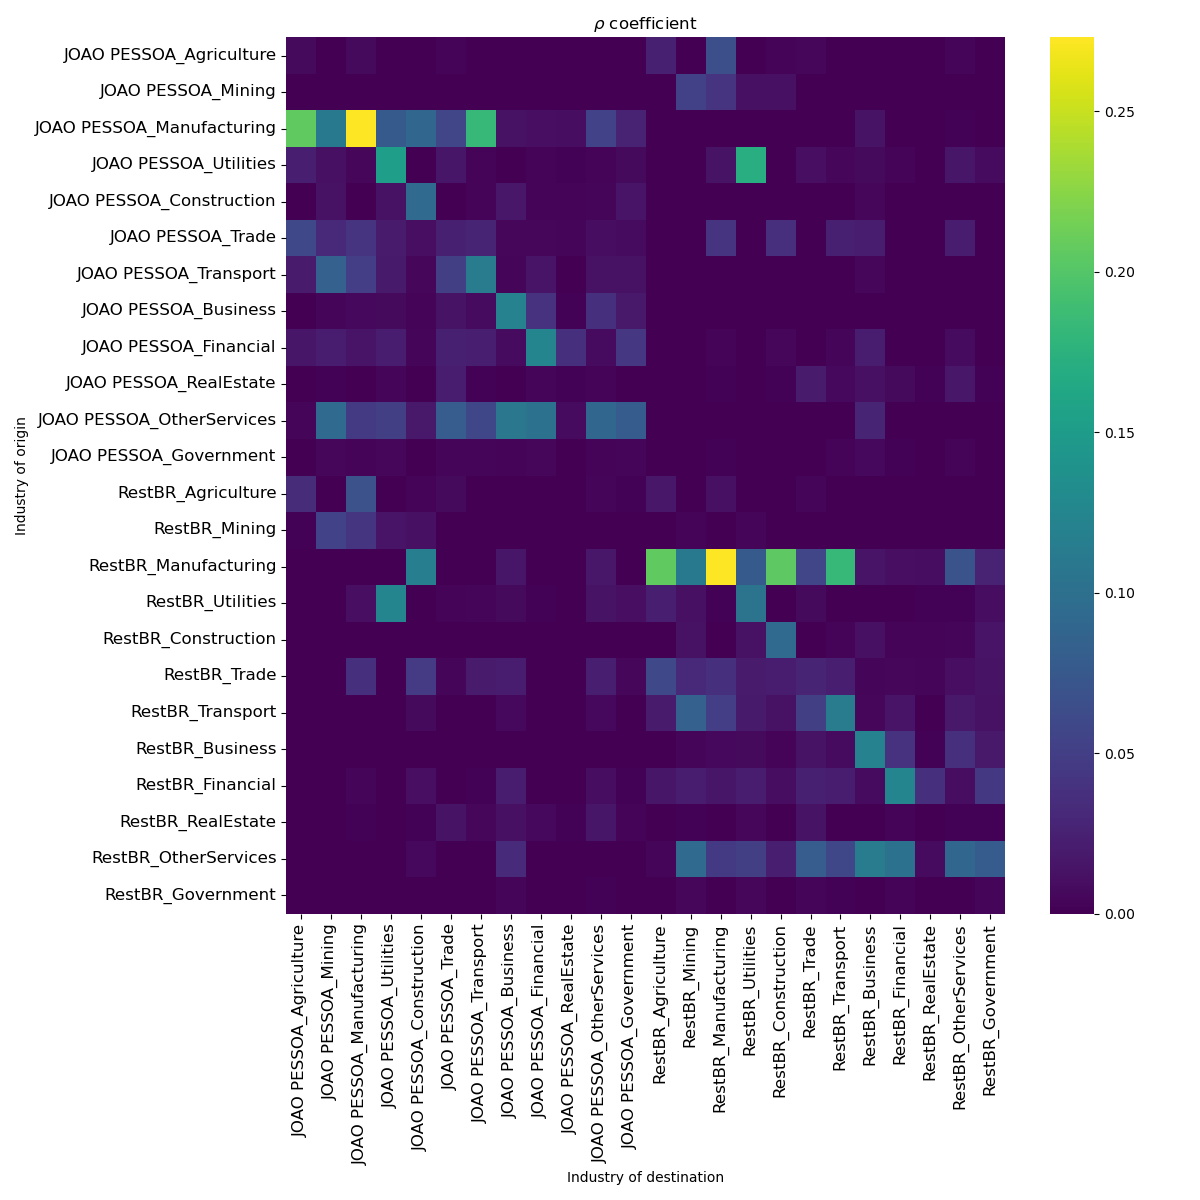 ρ coefficient
JOAO PESSOA_Agriculture
JOAO PESSOA_Mining
JOAO PESSOA_Manufacturing
JOAO PESSOA_Utilities
JOAO PESSOA_Construction
JOAO PESSOA_Trade
JOAO PESSOA_Transport
JOAO PESSOA_Business
JOAO PESSOA_Financial
JOAO PESSOA_RealEstate
JOAO PESSOA_OtherServices
JOAO PESSOA_Government
RestBR_Agriculture
RestBR_Mining
RestBR_Manufacturing
RestBR_Utilities
RestBR_Construction
RestBR_Trade
RestBR_Transport
RestBR_Business
RestBR_Financial
RestBR_RealEstate
RestBR_OtherServices
RestBR_Government
Industry of origin
JOAO PESSOA_Agriculture
JOAO PESSOA_Mining
JOAO PESSOA_Manufacturing
JOAO PESSOA_Utilities
JOAO PESSOA_Construction
JOAO PESSOA_Trade
JOAO PESSOA_Transport
JOAO PESSOA_Business
JOAO PESSOA_Financial
JOAO PESSOA_RealEstate
JOAO PESSOA_OtherServices
JOAO PESSOA_Government
RestBR_Agriculture
RestBR_Mining
RestBR_Manufacturing
RestBR_Utilities
RestBR_Construction
RestBR_Trade
RestBR_Transport
RestBR_Business
RestBR_Financial
RestBR_RealEstate
RestBR_OtherServices
RestBR_Government
Industry of destination
0.25
0.20
0.15
0.10
0.05
0.00